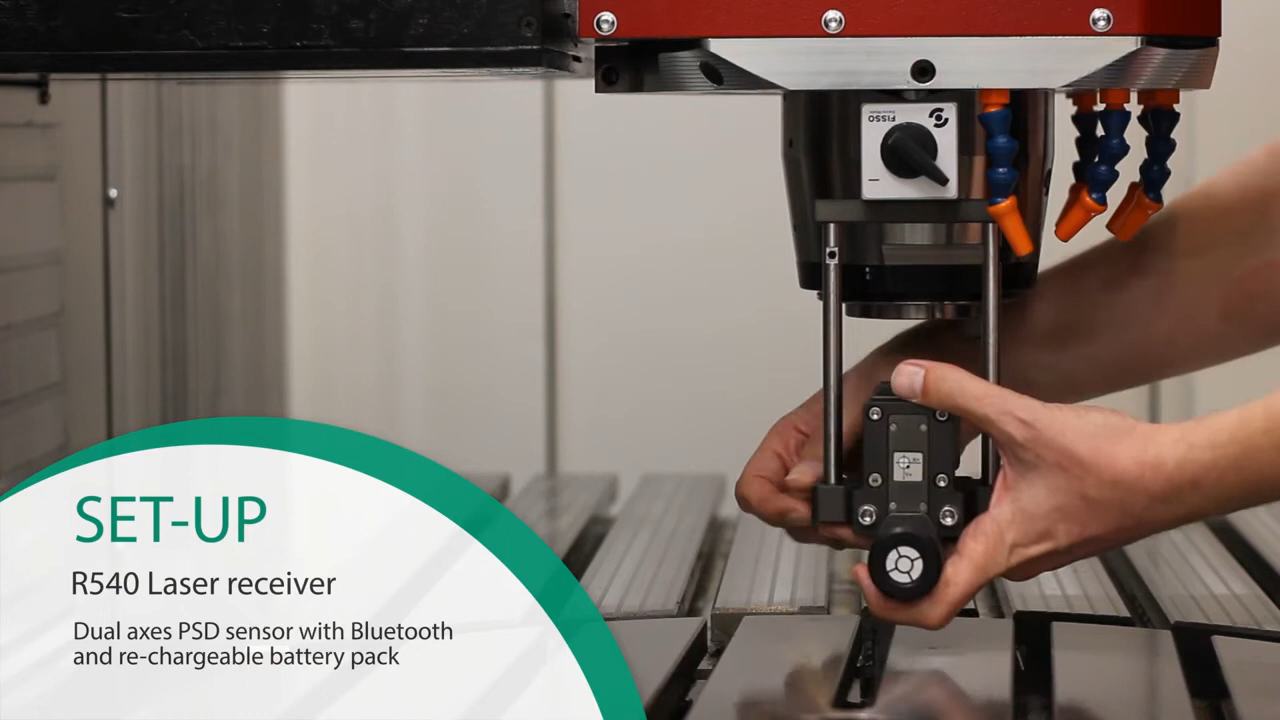 FISSO
SET-UP
R540 Laser receiver
Dual axes PSD sensor with Bluetooth
and re-chargeable battery pack